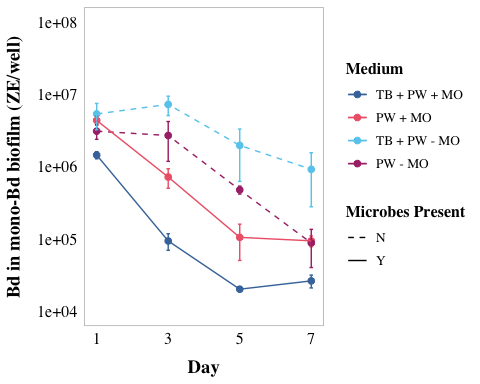 Bd in mono-Bd biofilm (ZE/well)
1e+08
1e+07
1e+06
1e+05
1e+04
1 3 5 7
Day
Medium
TB + PW + MO
PW + MO
TB + PW - MO
PW - MO
Microbes Present
N
Y